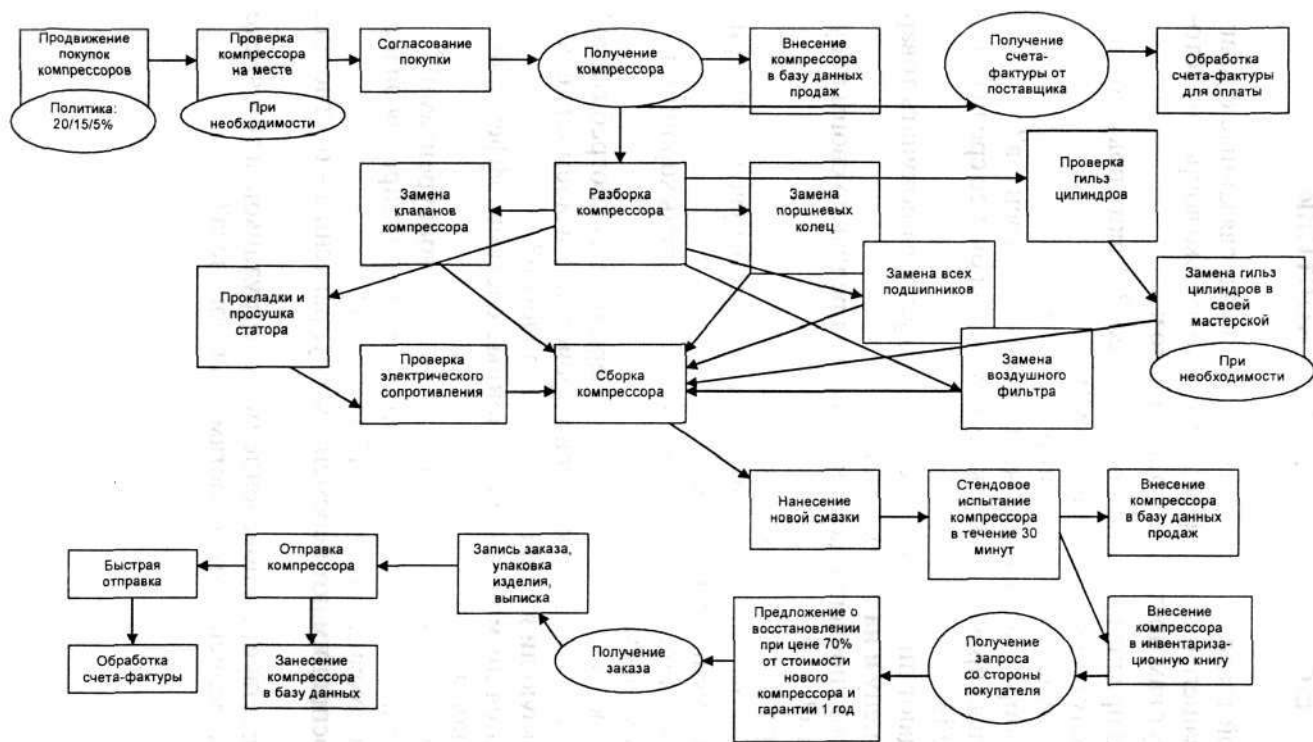 Продвижение
покупок
компрессоров
Политика:
20/15/5%
Проверка
компрессора
на месте
При
необходимости
Согласование
покупки
Получение
компрессора
Внесение
компрессора
в базу данных
продаж
Получение
счета-
фактуры от
поставщика
Обработка
счета-фактуры
для оплаты
Замена
клапанов
компрессора
Разборка
компрессора
Замена
поршневых
колец
Проверка
гильз
цилиндров
Прокладки и
просушка
статора
Замена всех
подшипников
Замена гильз
цилиндров в
своей
мастерской
При
необходимости
Проверка
электрического
сопротивления
Сборка
компрессора
Замена
воздушного
фильтра
Нанесение
новой смазки
Стендовое
испытание
компрессора
в течение 30
минут
Внесение
компрессора
в базу данных
продаж
Быстрая
отправка
Отправка
компрессора
Запись заказа,
упаковка
изделия,
выписка
Обработка
счета-фактуры
Занесение
компрессора
в базу данных
Получение
заказа
Предложение о
восстановлении
при цене 70%
от стоимости
нового
компрессора и
гарантии 1 год
Получение
запроса
со стороны
покупателя
Внесение
компрессора
в инвентариза-
ционную книгу